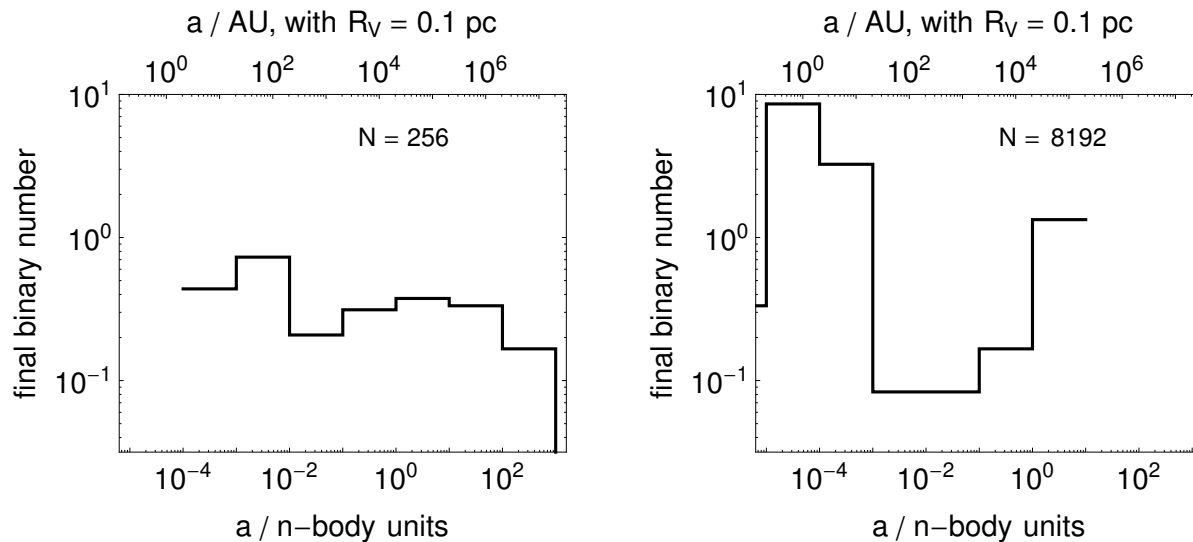 a / AU, with R_V = 0.1 pc
10^0 10^2 10^4 10^6
10^1
10^0
10^−1
final binary number
N = 256
10^−4 10^−2 10^0 10^2
a / n−body units
a / AU, with R_V = 0.1 pc
10^0 10^2 10^4 10^6
10^1
10^0
10^−1
final binary number
N = 8192
10^−4 10^−2 10^0 10^2
a / n−body units